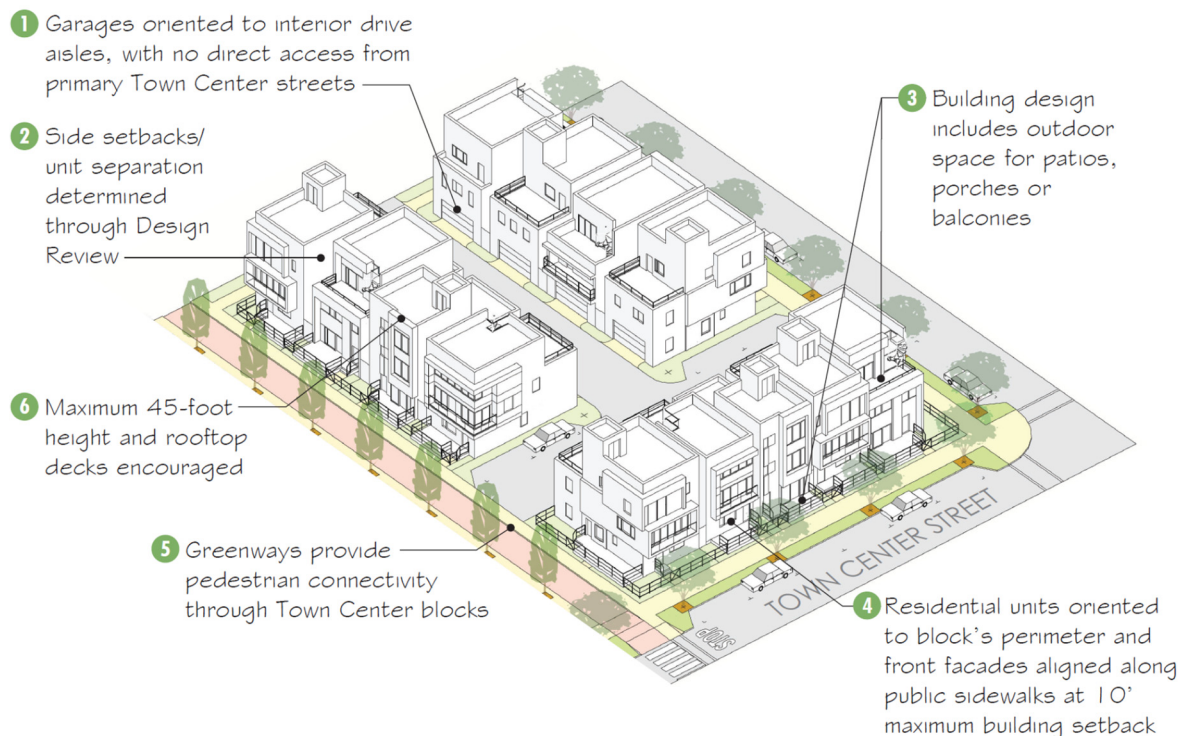 1 Garages oriented to interior drive
aisles, with no direct access from
primary Town Center streets
2 Side setbacks/
unit separation
determined
through Design
Review
3 Building design
includes outdoor
space for patios,
porches or
balconies
6 Maximum 45-foot
height and rooftop
decks encouraged
5 Greenways provide
pedestrian connectivity
through Town Center blocks
TOWN CENTER STREET
STOP
4 Residential units oriented
to block's perimeter and
front facades aligned along
public sidewalks at 10'
maximum building setback